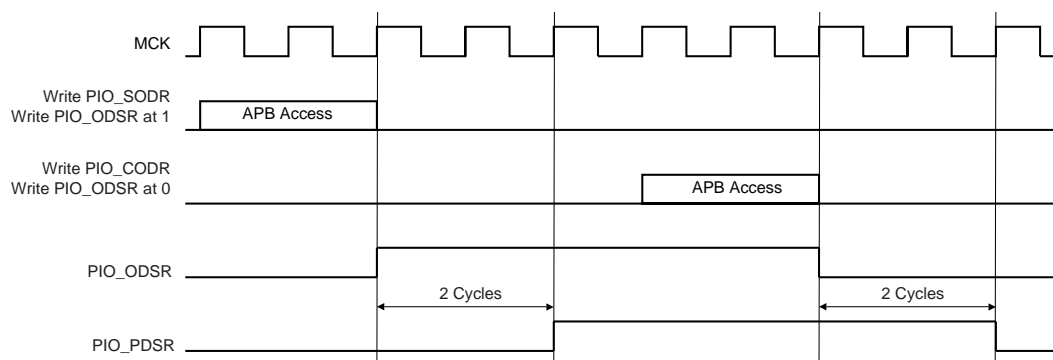 MCK
Write PIO_SODR
Write PIO_ODSR at 1
APB Access
Write PIO_CODR
Write PIO_ODSR at 0
APB Access
PIO_ODSR
2 Cycles
2 Cycles
PIO_PDSR